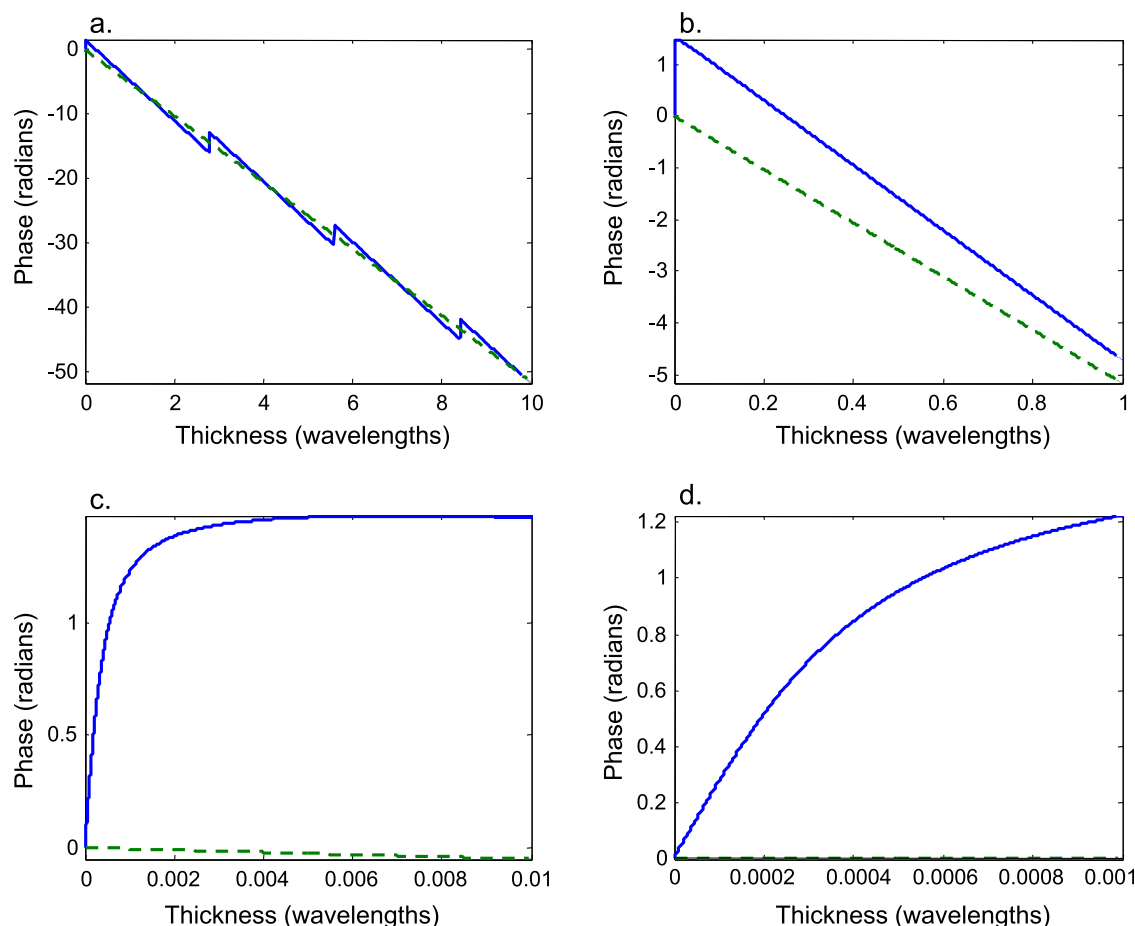 a.
Phase (radians)
0
-10
-20
-30
-40
-50
0 2 4 6 8 10
Thickness (wavelengths)
b.
Phase (radians)
1
0
-1
-2
-3
-4
-5
0 0.2 0.4 0.6 0.8 1
Thickness (wavelengths)
c.
Phase (radians)
1
0.5
0
0 0.002 0.004 0.006 0.008 0.01
Thickness (wavelengths)
d.
Phase (radians)
1.2
1
0.8
0.6
0.4
0.2
0
0 0.0002 0.0004 0.0006 0.0008 0.001
Thickness (wavelengths)